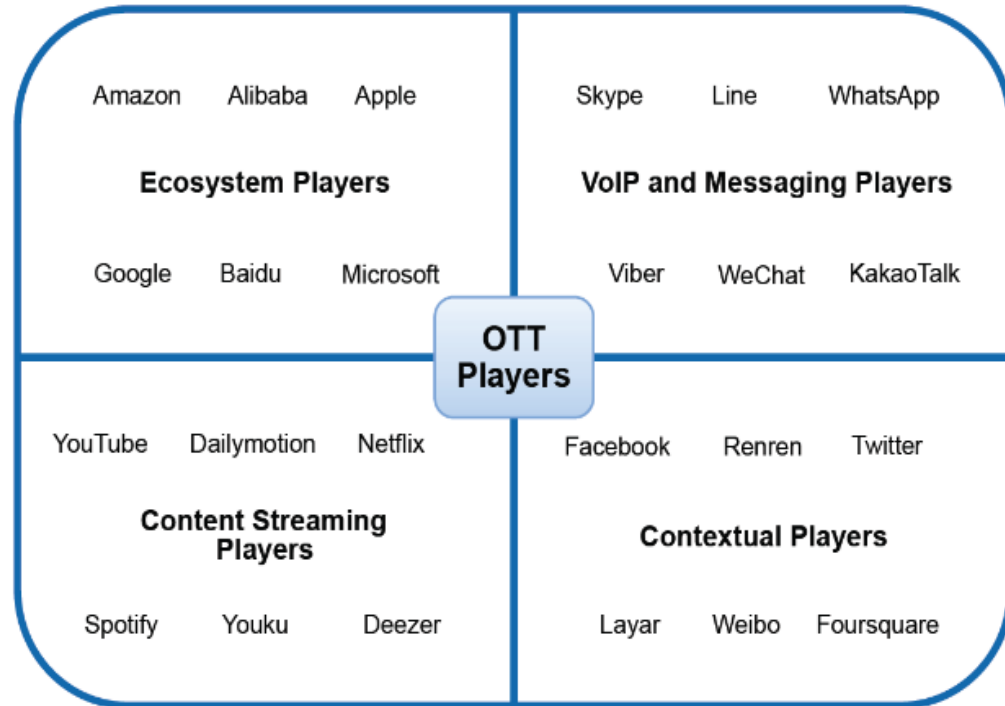 Amazon Alibaba Apple
Ecosystem Players
Google Baidu Microsoft
Skype Line WhatsApp
VoIP and Messaging Players
Viber WeChat KakaoTalk
OTT
Players
YouTube Dailymotion Netflix
Content Streaming
Players
Spotify Youku Deezer
Facebook Renren Twitter
Contextual Players
Layar Weibo Foursquare